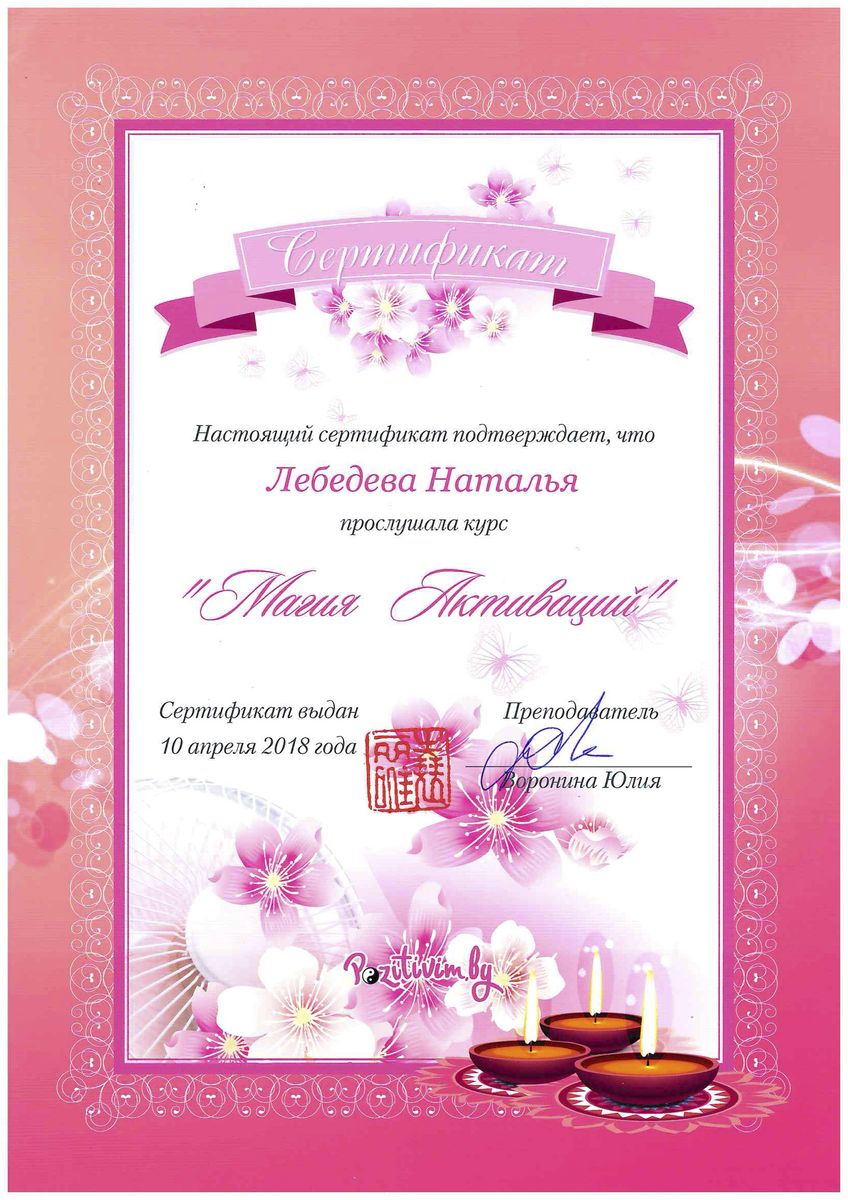 Сертификат
Настоящий сертификат подтверждает, что
Лебедева Наталья
прослушала курс
"Магия Активаций"
Сертификат выдан
10 апреля 2018 года
Преподаватель
Воронина Юлия
Pozitivim.by